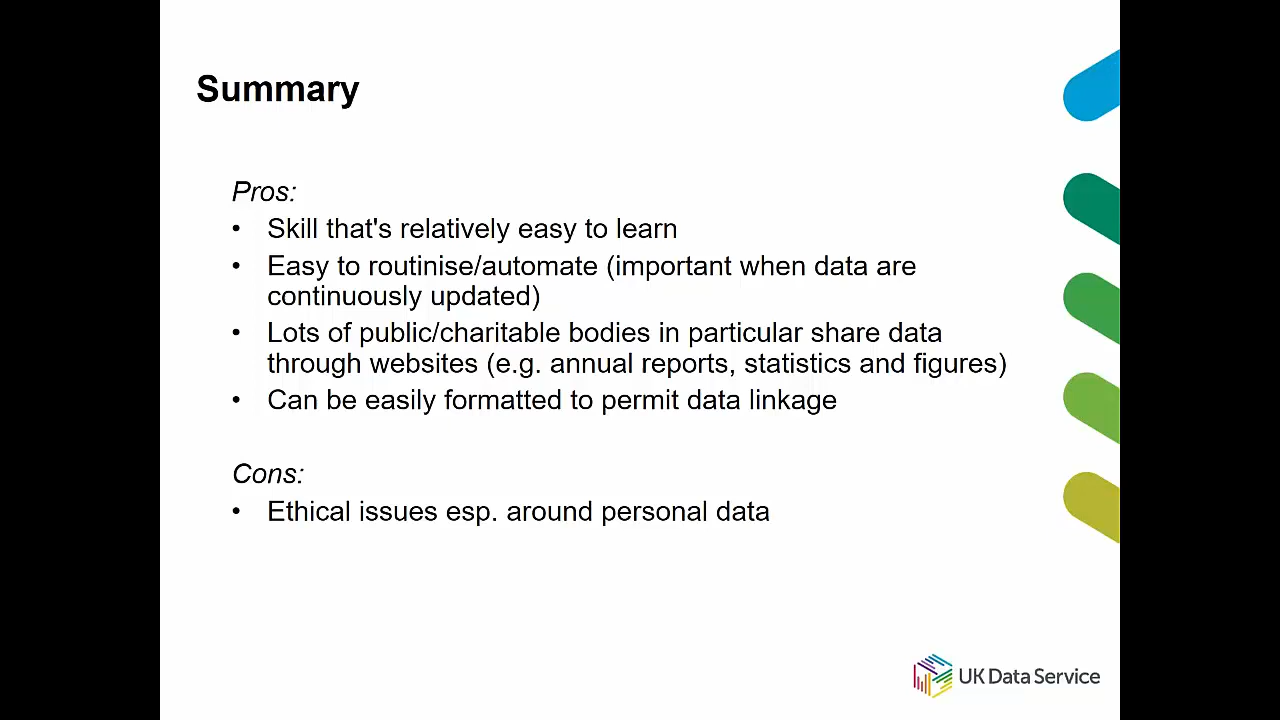 Summary
Pros:
• Skill that's relatively easy to learn
• Easy to routinise/automate (important when data are
continuously updated)
• Lots of public/charitable bodies in particular share data
through websites (e.g. annual reports, statistics and figures)
• Can be easily formatted to permit data linkage
Cons:
• Ethical issues esp. around personal data
UK Data Service